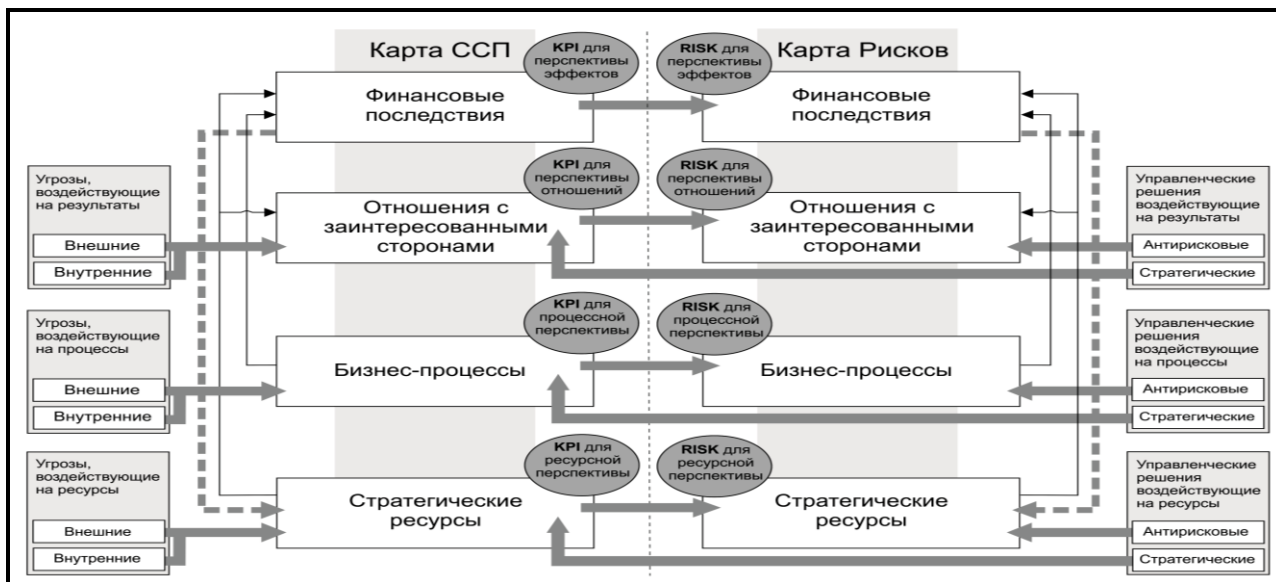 Карта ССП
KPI для
перспективы
эффектов
RISK для
перспективы
эффектов
Карта Рисков
Финансовые
последствия
Финансовые
последствия
Угрозы,
воздействующие
на результаты
Внешние
Внутренние
KPI для
перспективы
отношений
RISK для
перспективы
отношений
Отношения с
заинтересованными
сторонами
Отношения с
заинтересованными
сторонами
Управленческие
решения
воздействующие
на результаты
Антирисковые
Стратегические
Угрозы,
воздействующие
на процессы
Внешние
Внутренние
KPI для
процессной
перспективы
RISK для
процессной
перспективы
Бизнес-процессы
Бизнес-процессы
Управленческие
решения
воздействующие
на процессы
Антирисковые
Стратегические
Угрозы,
воздействующие
на ресурсы
Внешние
Внутренние
KPI для
ресурсной
перспективы
RISK для
ресурсной
перспективы
Стратегические
ресурсы
Стратегические
ресурсы
Управленческие
решения
воздействующие
на ресурсы
Антирисковые
Стратегические